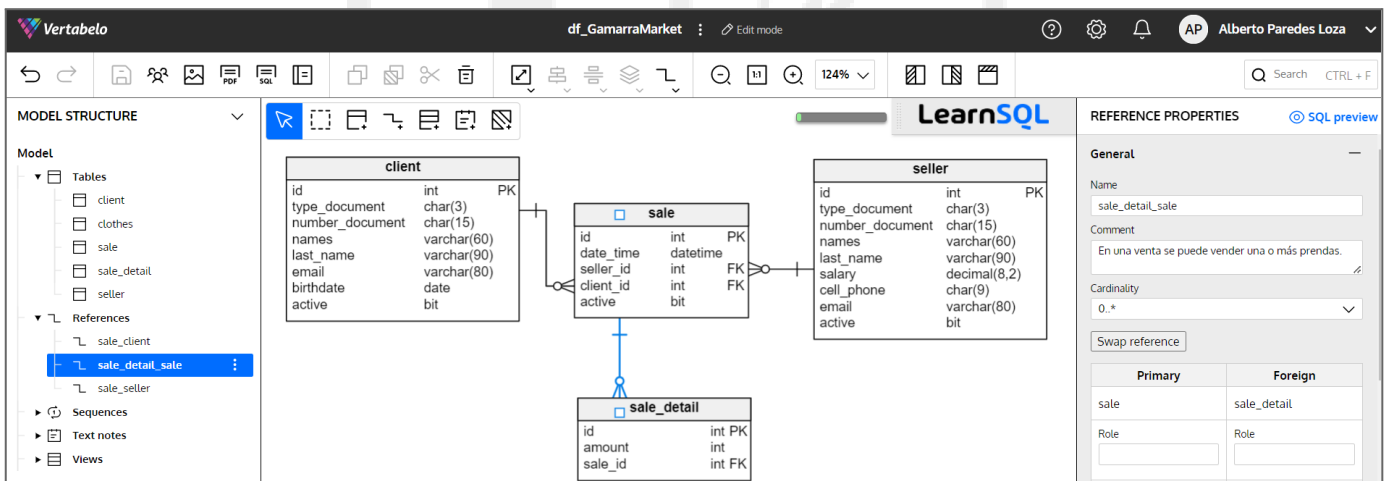 Vertabelo
df_GamarraMarket
Edit mode
AP
Alberto Paredes Loza
PDF
SQL
1:1
124%
Search CTRL + F
MODEL STRUCTURE
Model
Tables
client
clothes
sale
sale_detail
seller
References
sale_client
sale_detail_sale
sale_seller
Sequences
Text notes
Views
LearnSQL
client
id int PK
type_document char(3)
number_document char(15)
names varchar(60)
last_name varchar(90)
email varchar(80)
birthdate date
active bit
sale
id int PK
date_time datetime
seller_id int FK
client_id int FK
active bit
seller
id int PK
type_document char(3)
number_document char(15)
names varchar(60)
last_name varchar(90)
salary decimal(8,2)
cell_phone char(9)
email varchar(80)
active bit
sale_detail
id int PK
amount int
sale_id int FK
REFERENCE PROPERTIES
SQL preview
General
Name
sale_detail_sale
Comment
En una venta se puede vender una o más prendas.
Cardinality
0..*
Swap reference
Primary Foreign
sale sale_detail
Role Role